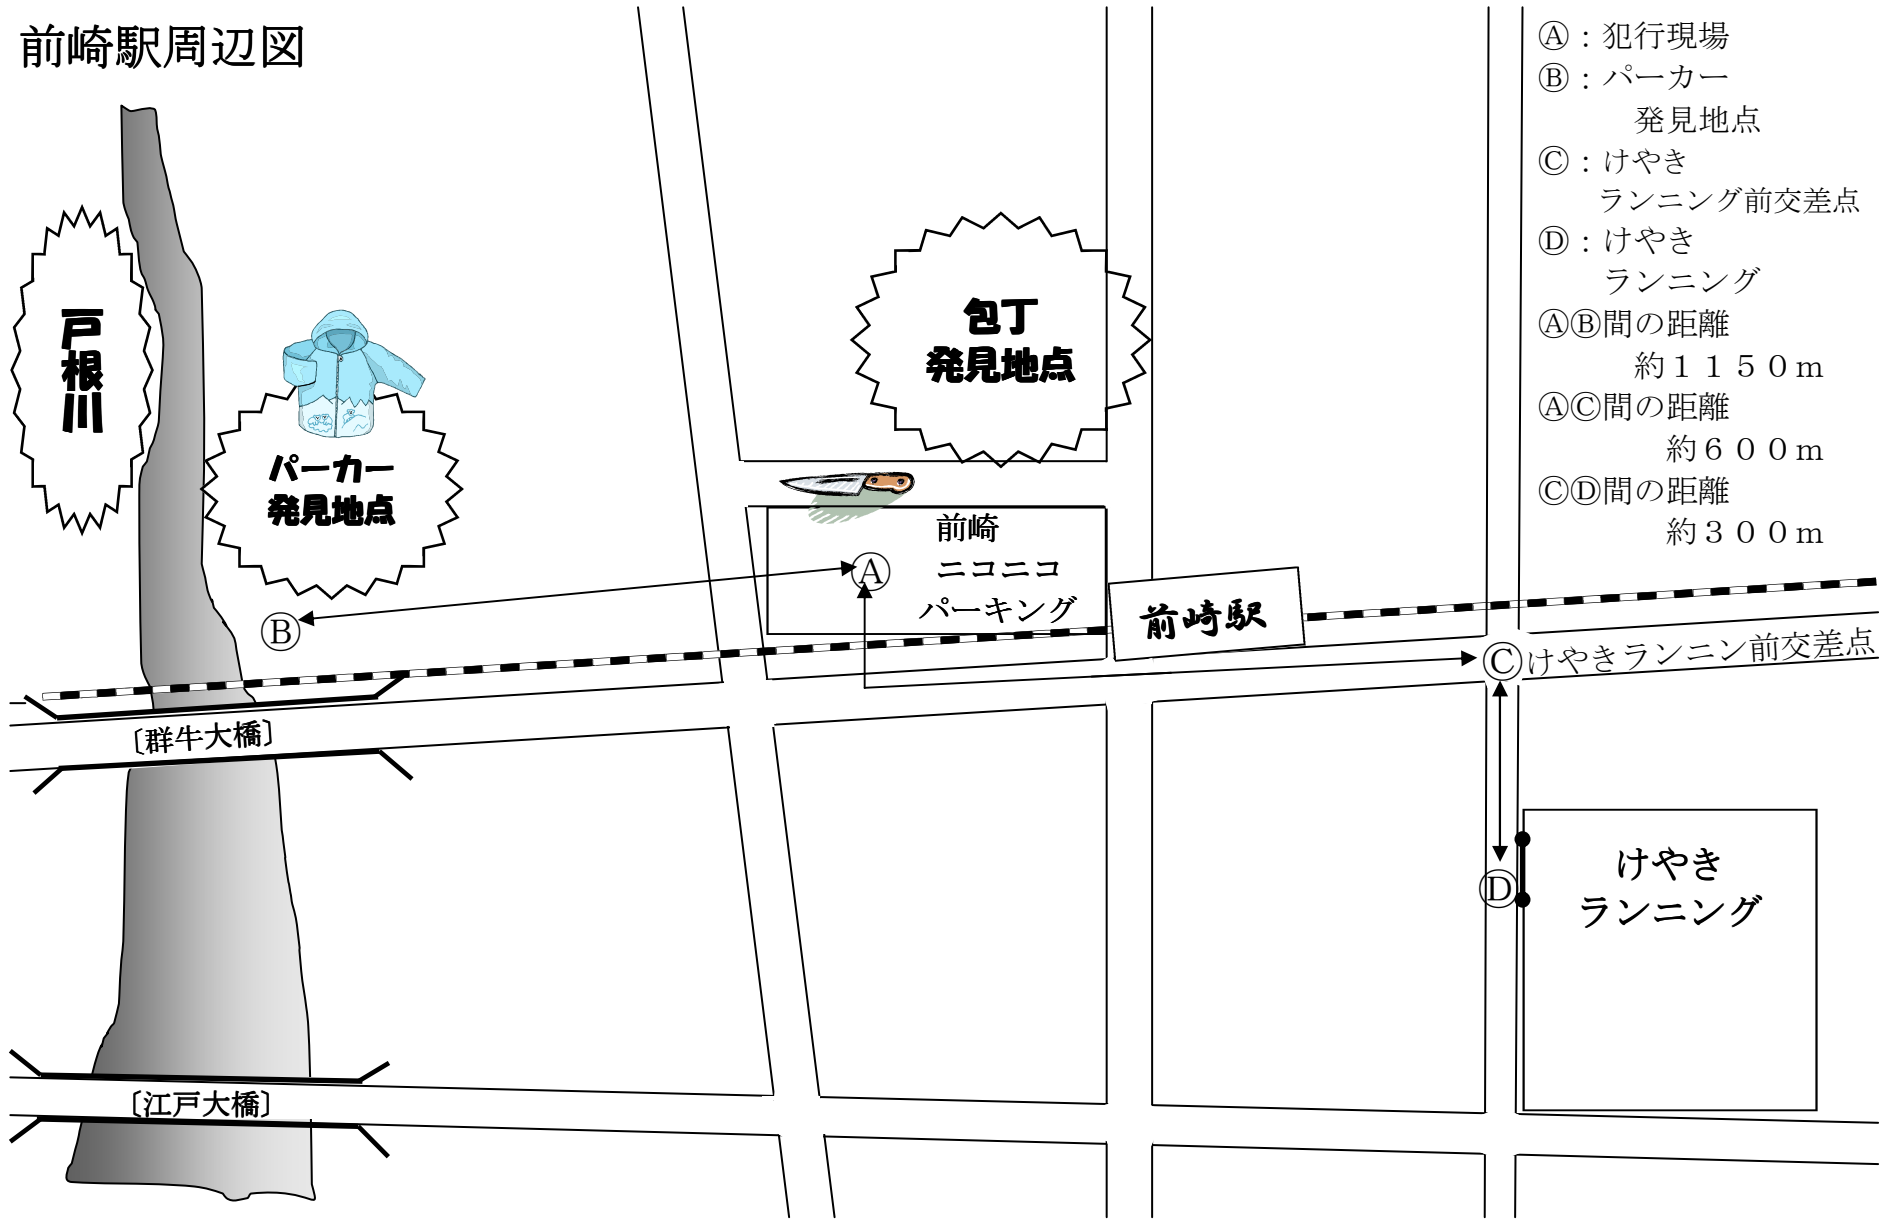 前崎駅周辺図
Ⓐ：犯行現場
Ⓑ：パーカー
発見地点
Ⓒ：けやき
ランニング前交差点
Ⓓ：けやき
ランニング
ⒶⒷ間の距離
約１１５０ｍ
ⒶⒸ間の距離
約６００ｍ
ⒸⒹ間の距離
約３００ｍ
戸根川
パーカー
発見地点
包丁
発見地点
前崎
ニコニコ
パーキング
Ⓐ
Ⓑ
前崎駅
Ⓒけやきランニン前交差点
〔群牛大橋〕
Ⓓ
けやき
ランニング
〔江戸大橋〕